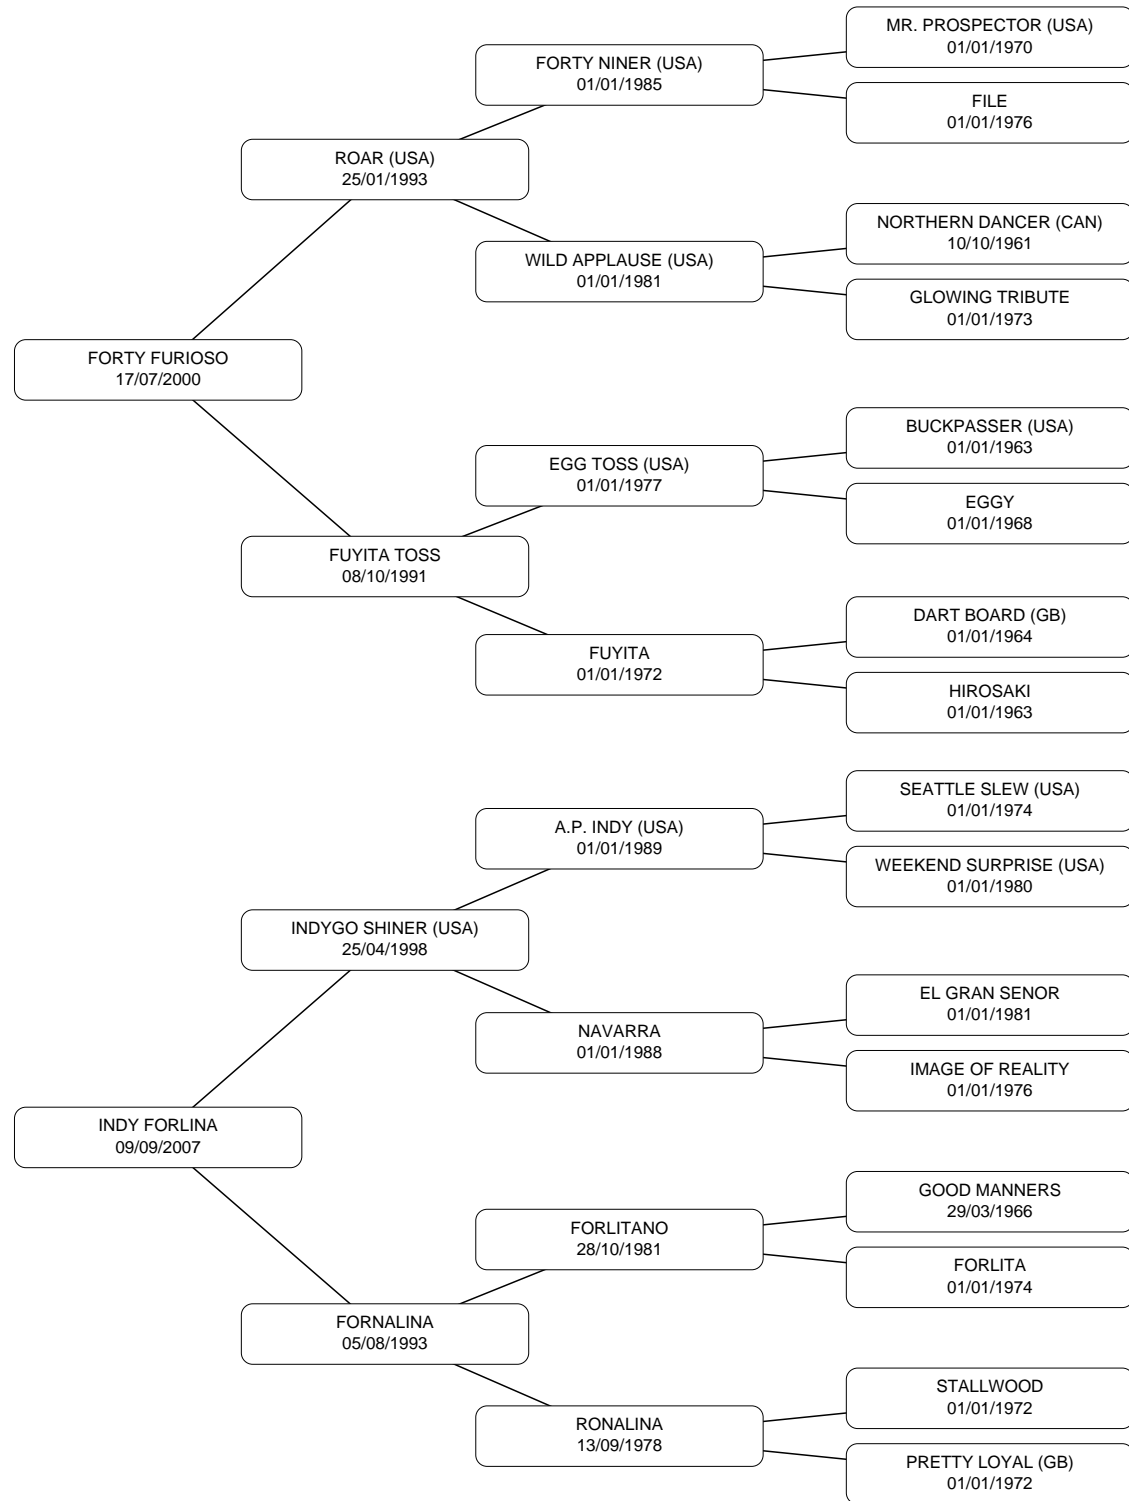 MR. PROSPECTOR (USA)
01/01/1970
FORTY NINER (USA)
01/01/1985
FILE
01/01/1976
ROAR (USA)
25/01/1993
NORTHERN DANCER (CAN)
10/10/1961
WILD APPLAUSE (USA)
01/01/1981
GLOWING TRIBUTE
01/01/1973
FORTY FURIOSO
17/07/2000
BUCKPASSER (USA)
01/01/1963
EGG TOSS (USA)
01/01/1977
EGGY
01/01/1968
FUYITA TOSS
08/10/1991
DART BOARD (GB)
01/01/1964
FUYITA
01/01/1972
HIROSAKI
01/01/1963
SEATTLE SLEW (USA)
01/01/1974
A.P. INDY (USA)
01/01/1989
WEEKEND SURPRISE (USA)
01/01/1980
INDYGO SHINER (USA)
25/04/1998
EL GRAN SENOR
01/01/1981
NAVARRA
01/01/1988
IMAGE OF REALITY
01/01/1976
INDY FORLINA
09/09/2007
GOOD MANNERS
29/03/1966
FORLITANO
28/10/1981
FORLITA
01/01/1974
FORNALINA
05/08/1993
STALLWOOD
01/01/1972
RONALINA
13/09/1978
PRETTY LOYAL (GB)
01/01/1972